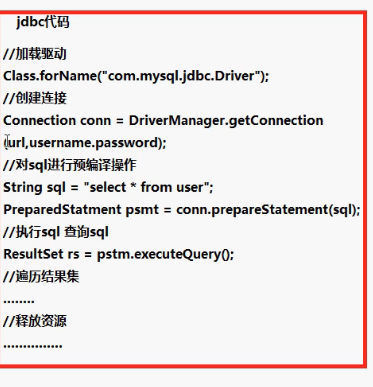 jdbc代码
//加载驱动
Class.forName("com.mysql.jdbc.Driver");
//创建连接
Connection conn = DriverManager.getConnection
(url,username.password);
//对sql进行预编译操作
String sql = "select * from user";
PreparedStatment psmt = conn.prepareStatement(sql);
//执行sql 查询sql
ResultSet rs = pstm.executeQuery();
//遍历结果集
........
//释放资源
...............